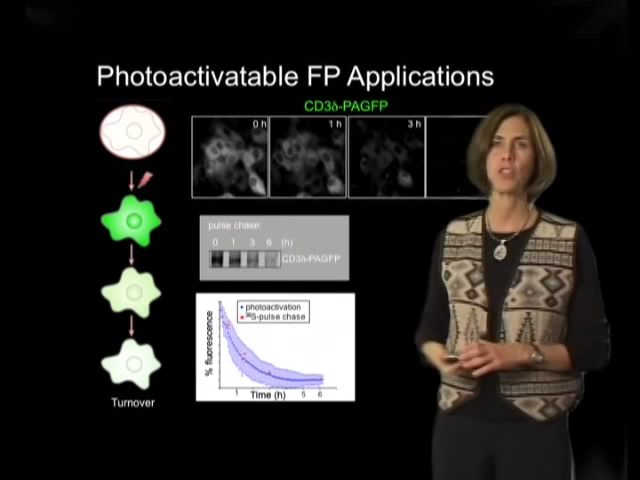 Photoactivatable FP Applications
CD3δ-PAGFP
0 h
1 h
3 h
pulse chase:
0 1 3 6 (h)
CD3δ-PAGFP
photoactivation
³⁵S-pulse chase
% fluorescence
1 5 6
Time (h)
Turnover